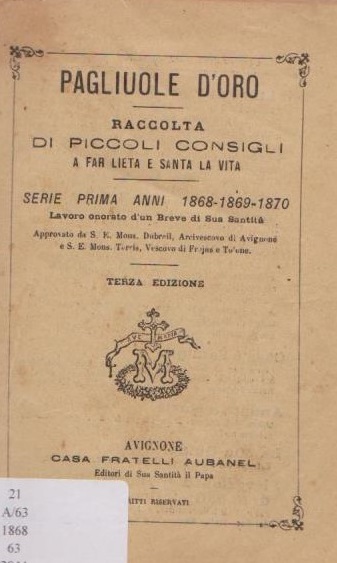 PAGLIUOLE D'ORO
RACCOLTA
DI PICCOLI CONSIGLI
A FAR LIETA E SANTA LA VITA
SERIE PRIMA ANNI 1868-1869-1870
Lavoro onorato d'un Breve di Sua Santità
Approvato da S. E. Mons. Dubreil, Arcivescovo di Avignone
e S. E. Mons. Terris, Vescovo di Frejus e Tolone.
TERZA EDIZIONE
AVE MARIA
AVIGNONE
CASA FRATELLI AUBANEL
Editori di Sua Santità il Papa
RITTI RISERVATI
21
A/63
1868
63